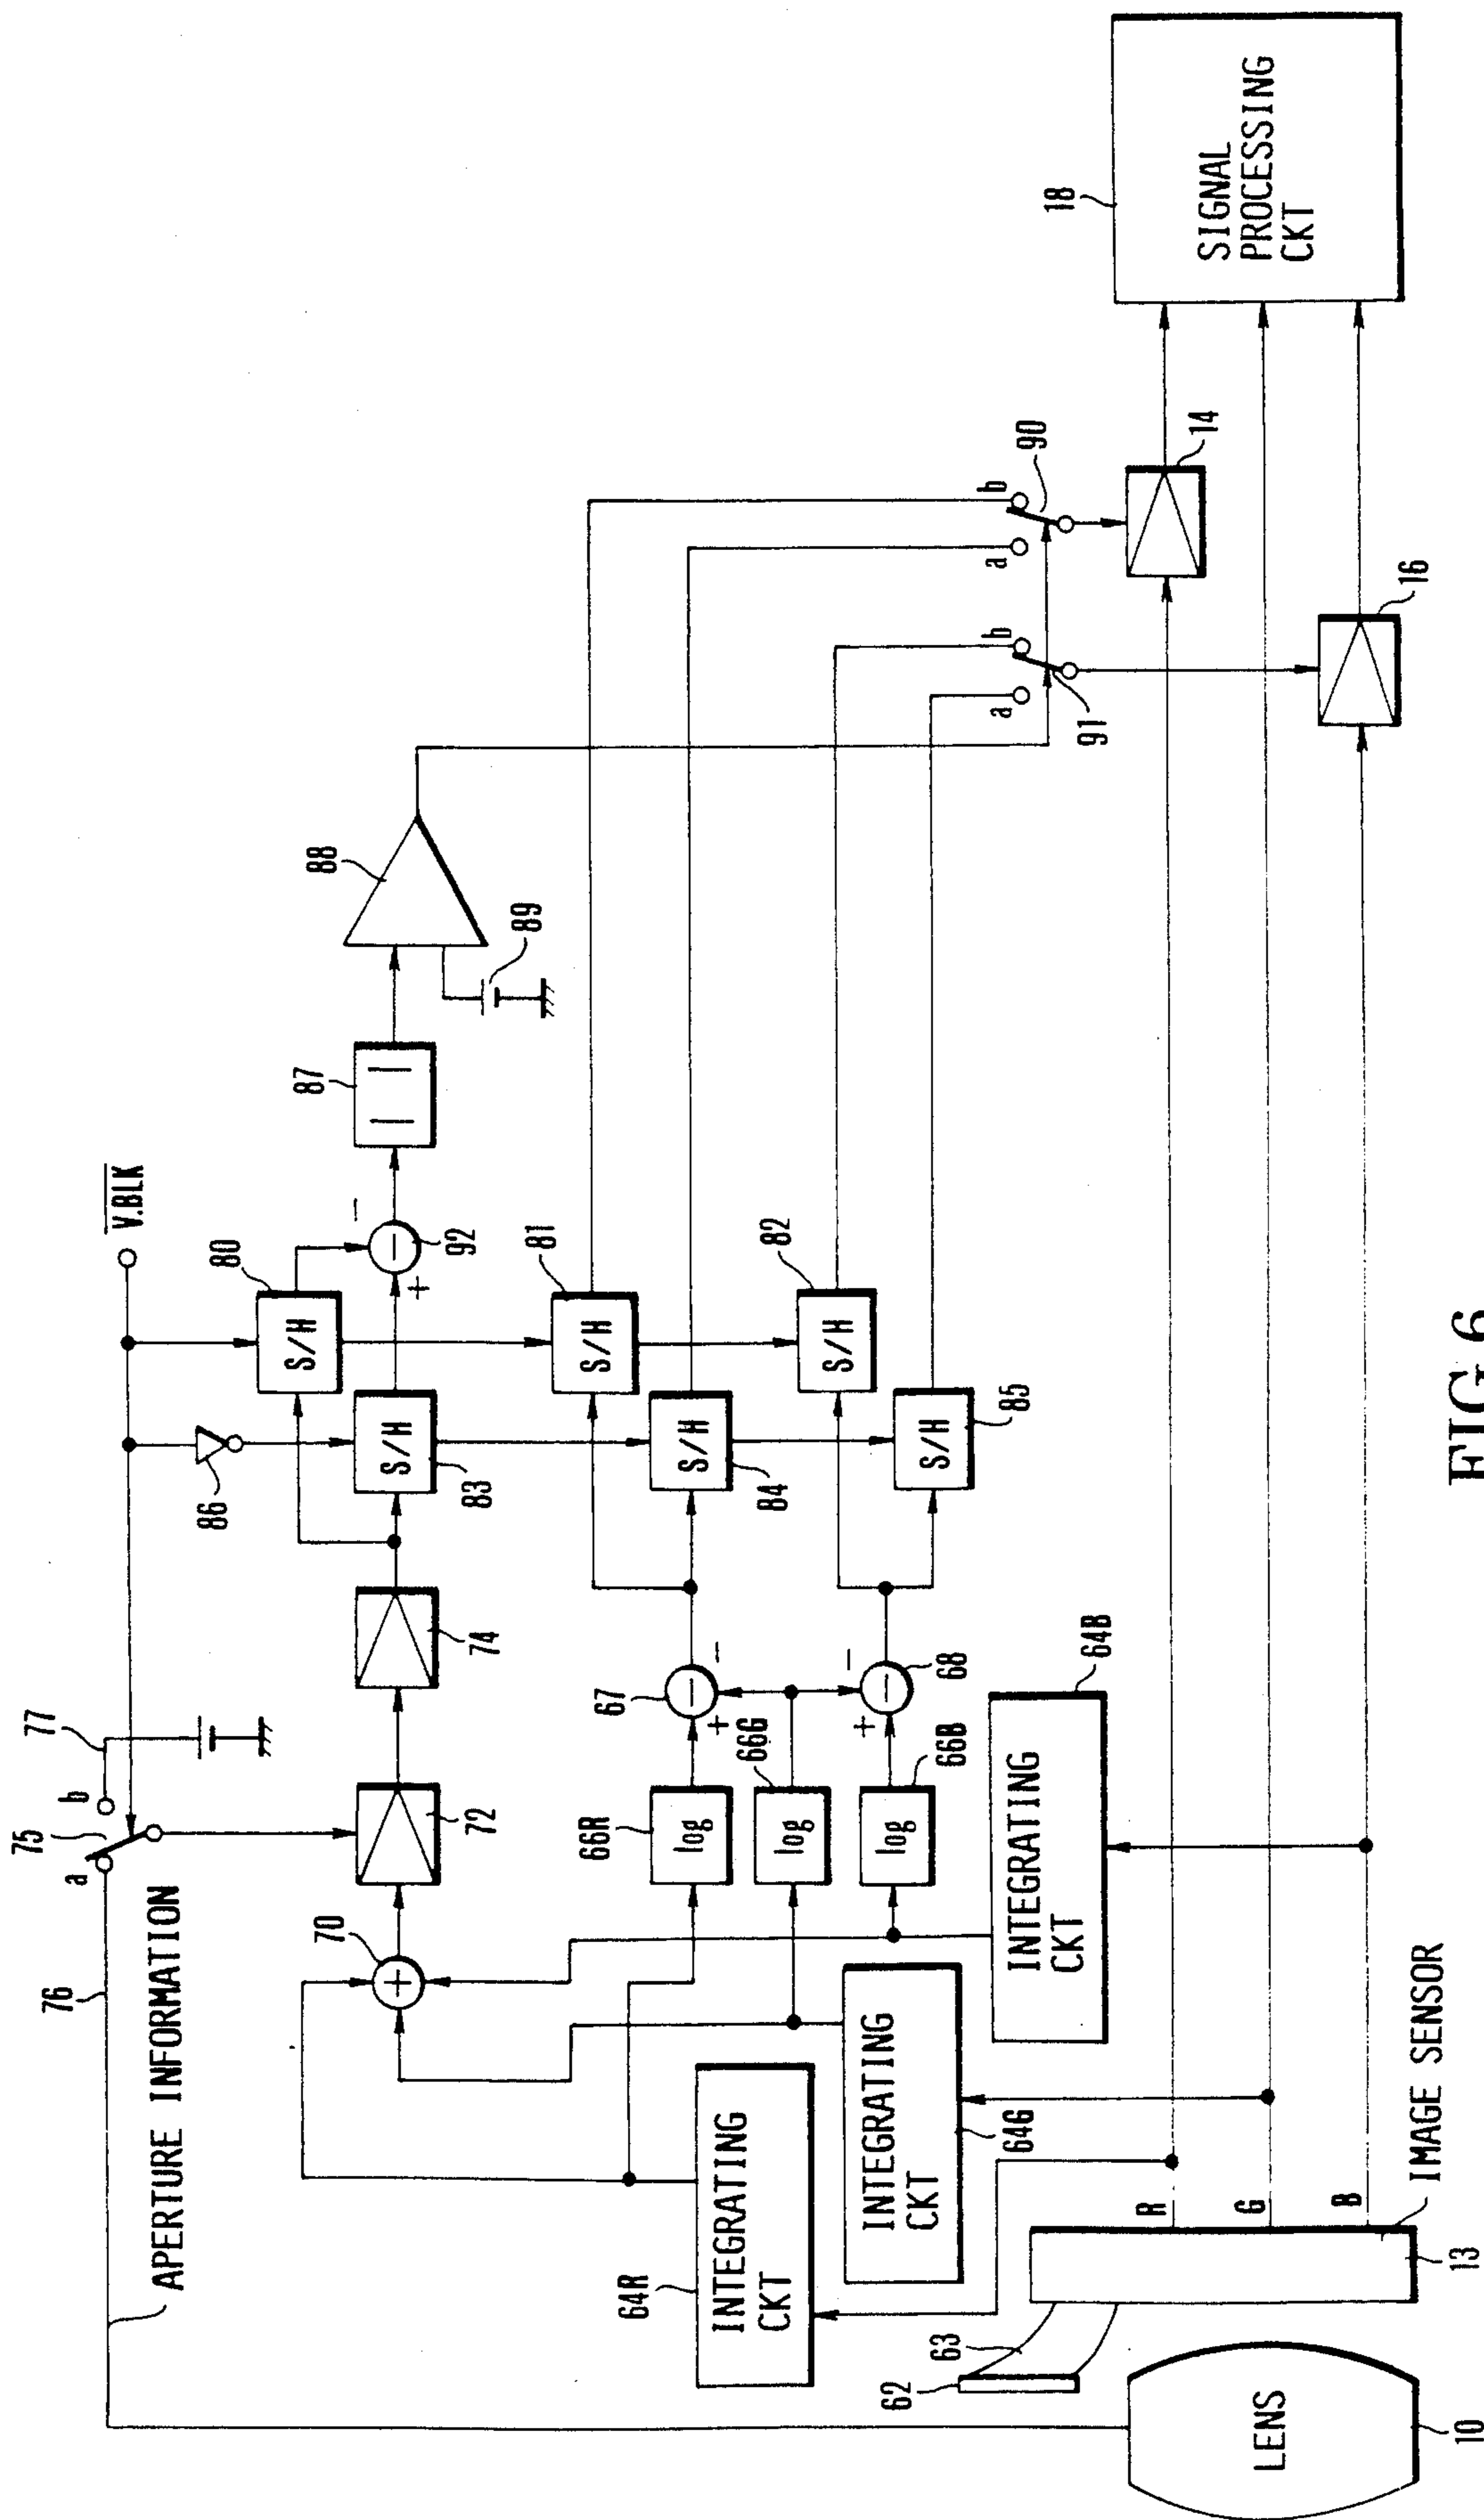 APERTURE INFORMATION
76
a
75
b
77
V.BLK
70
+
72
74
86
S/H
80
S/H
83
−
+
−
92
87
| |
88
89
64R
INTEGRATING
CKT
INTEGRATING
CKT
64G
INTEGRATING
CKT
64B
66R
log
66G
log
66B
log
67
−
+
−
68
−
+
−
S/H
81
S/H
84
S/H
82
S/H
85
a
b
90
a
b
91
14
16
18
SIGNAL
PROCESSING
CKT
LENS
10
62
63
R
G
B
13
IMAGE SENSOR
FIG.6